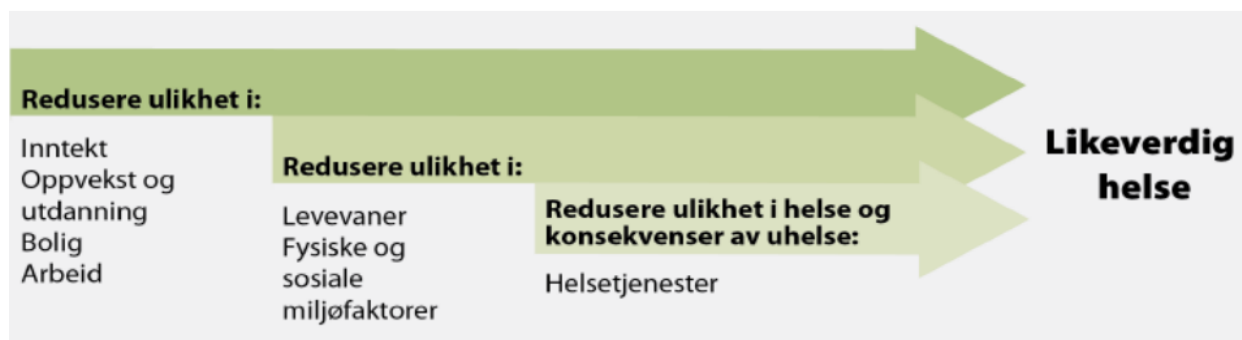 Redusere ulikhet i:
Inntekt
Oppvekst og
utdanning
Bolig
Arbeid
Redusere ulikhet i:
Levevaner
Fysiske og
sosiale
miljøfaktorer
Redusere ulikhet i helse og
konsekvenser av uhelse:
Helsetjenester
Likeverdig
helse